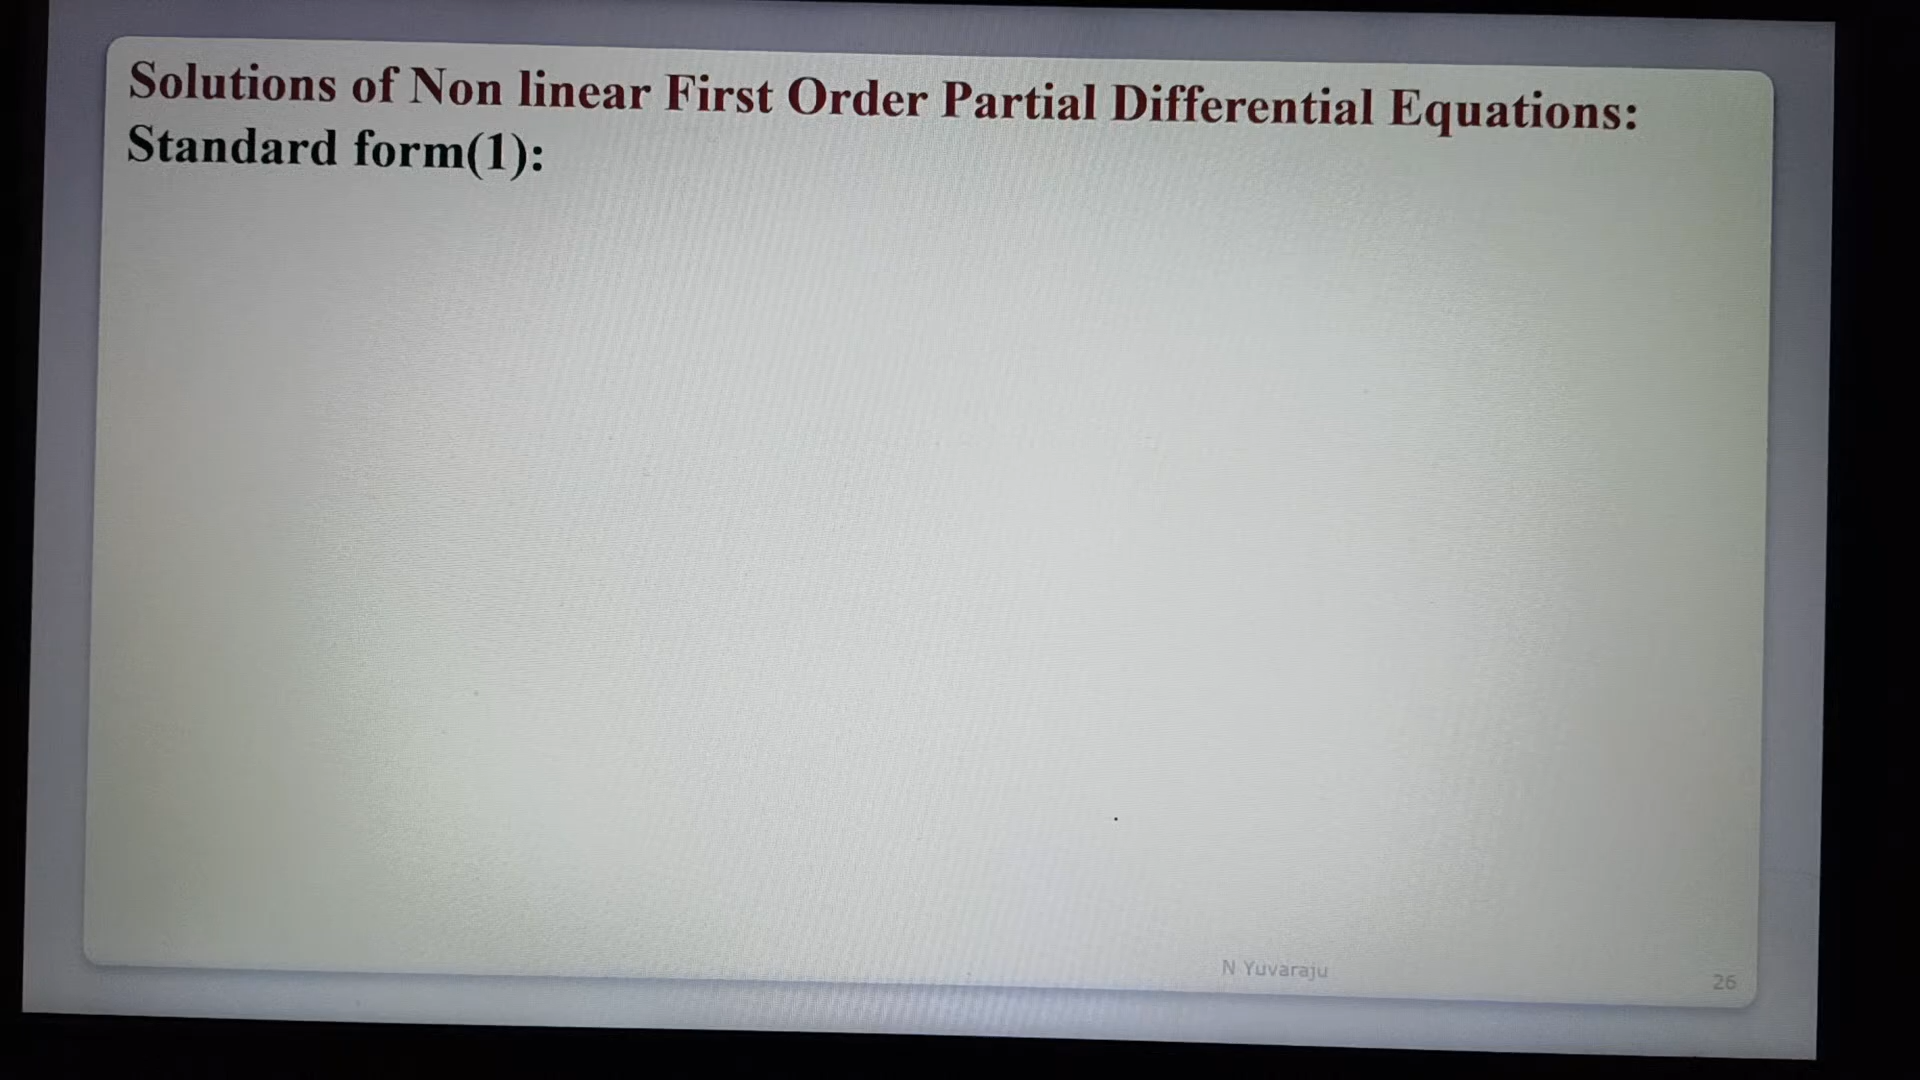 Solutions of Non linear First Order Partial Differential Equations:
Standard form(1):
N Yuvaraju
26